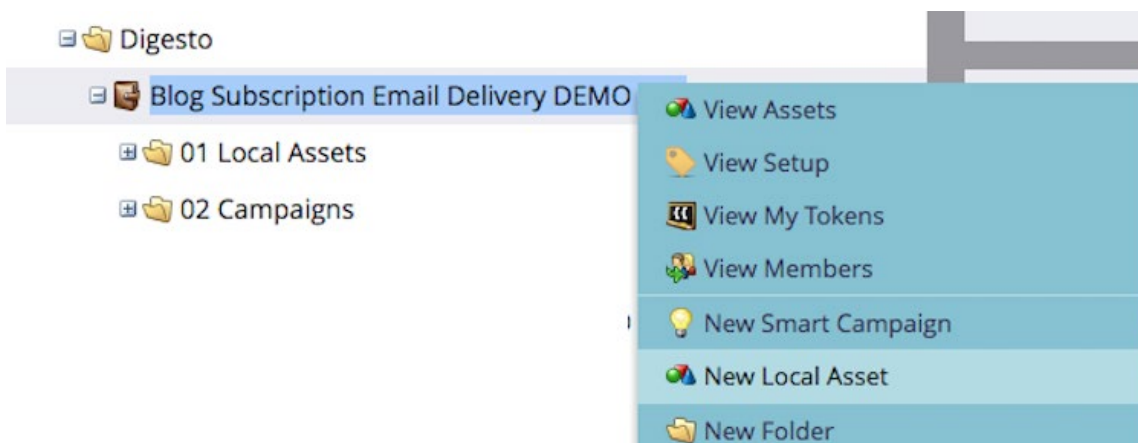 Digesto
Blog Subscription Email Delivery DEMO
01 Local Assets
02 Campaigns
View Assets
View Setup
View My Tokens
View Members
New Smart Campaign
New Local Asset
New Folder